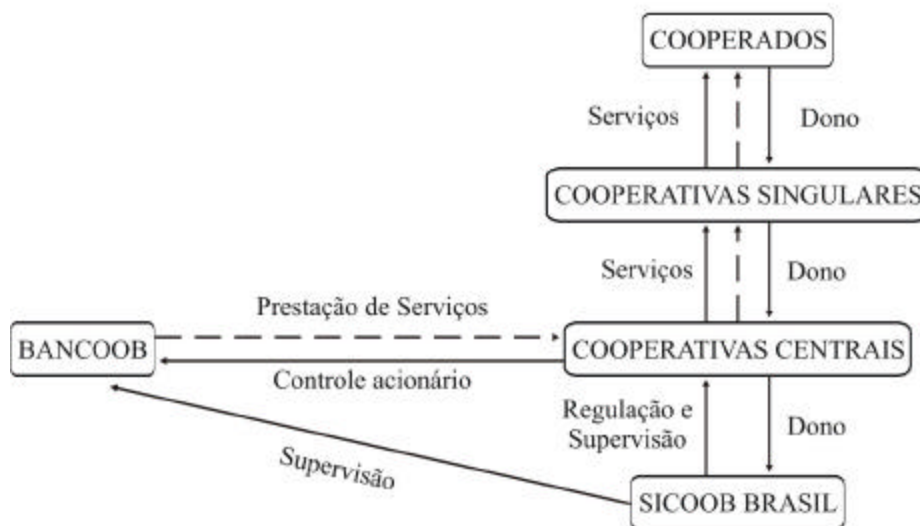 COOPERADOS
Serviços
Dono
COOPERATIVAS SINGULARES
Serviços
Dono
Prestação de Serviços
BANCOOB
COOPERATIVAS CENTRAIS
Controle acionário
Regulação e
Supervisão
Dono
Supervisão
SICOOB BRASIL